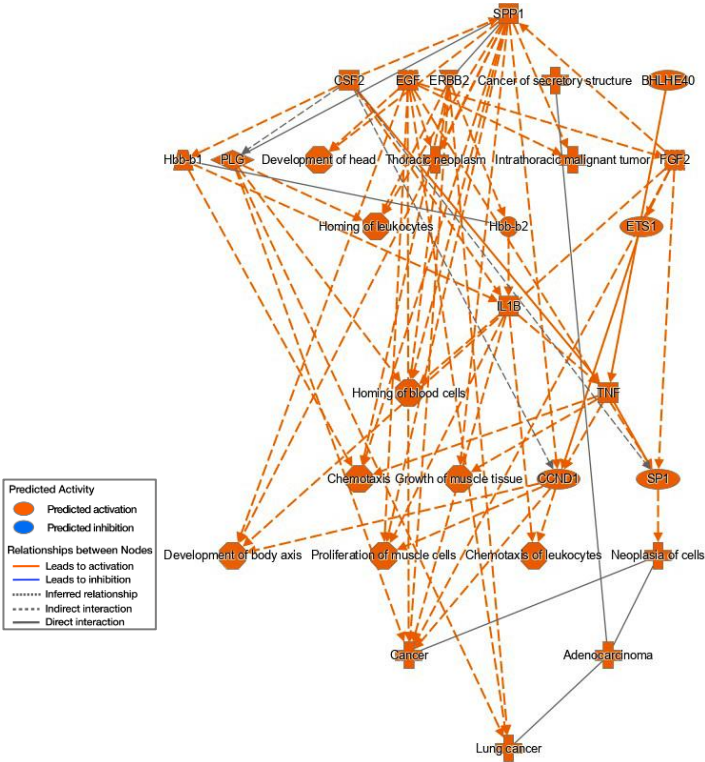 SPP1
CSF2
EGF
ERBB2
Cancer of secretory structure
BHLHE40
Hbb-b1
PLG
Development of head
Thoracic neoplasm
Intrathoracic malignant tumor
FGF2
Homing of leukocytes
Hbb-b2
ETS1
IL1B
Homing of blood cells
TNF
Chemotaxis
Growth of muscle tissue
CCND1
SP1
Development of body axis
Proliferation of muscle cells
Chemotaxis of leukocytes
Neoplasia of cells
Cancer
Adenocarcinoma
Lung cancer
Predicted Activity
Predicted activation
Predicted inhibition
Relationships between Nodes
Leads to activation
Leads to inhibition
Inferred relationship
Indirect interaction
Direct interaction